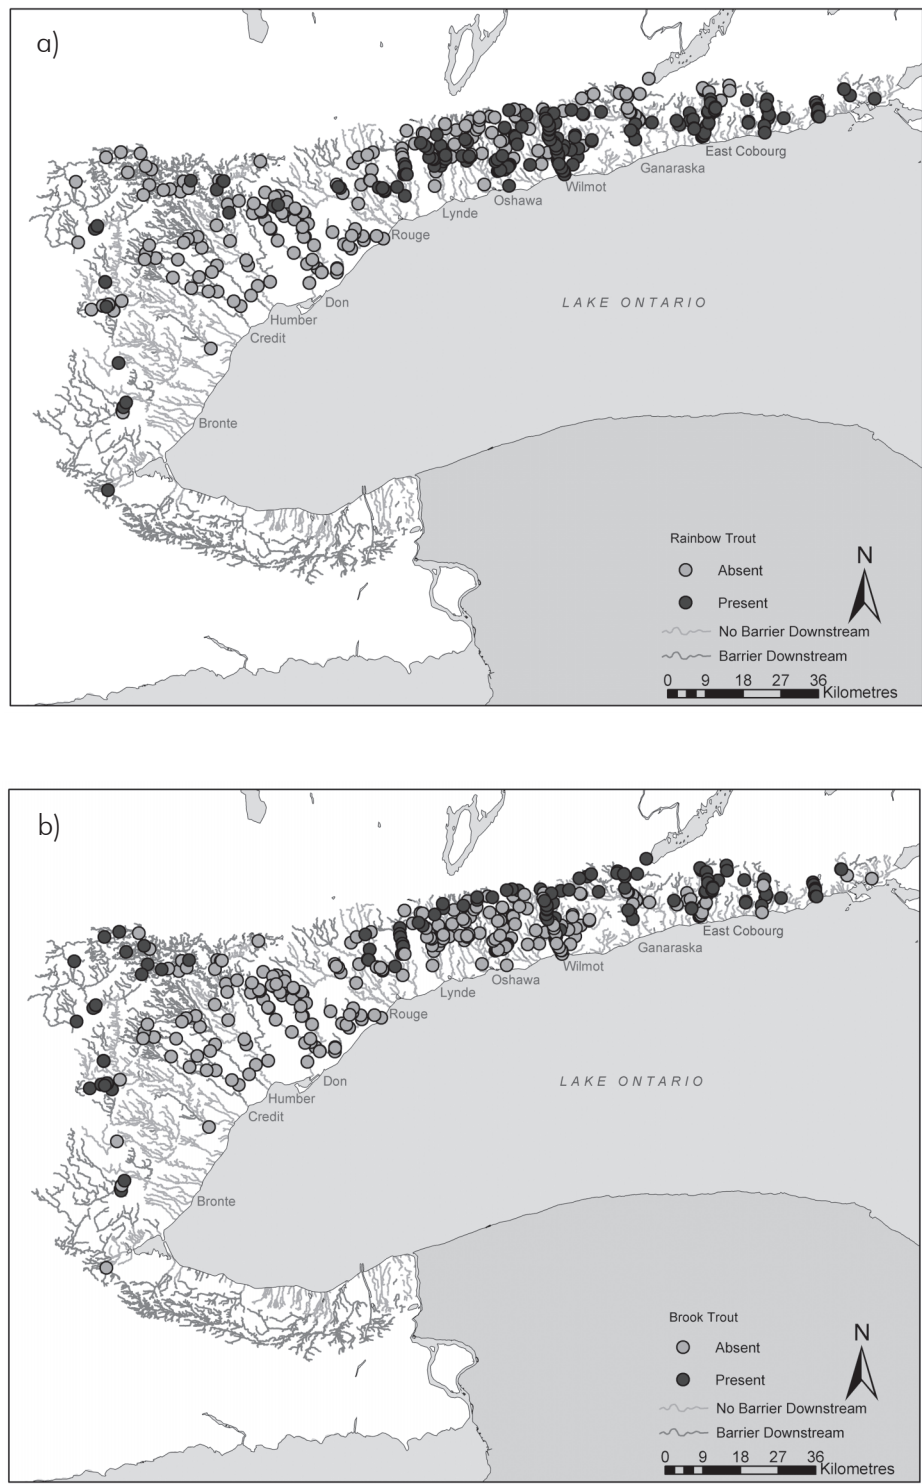 a)
East Cobourg
Ganaraska
Wilmot
Oshawa
Lynde
Rouge
LAKE ONTARIO
Don
Humber
Credit
Bronte
Rainbow Trout
N
Absent
Present
No Barrier Downstream
Barrier Downstream
0 9 18 27 36
Kilometres
b)
East Cobourg
Ganaraska
Wilmot
Oshawa
Lynde
Rouge
LAKE ONTARIO
Don
Humber
Credit
Bronte
Brook Trout
N
Absent
Present
No Barrier Downstream
Barrier Downstream
0 9 18 27 36
Kilometres